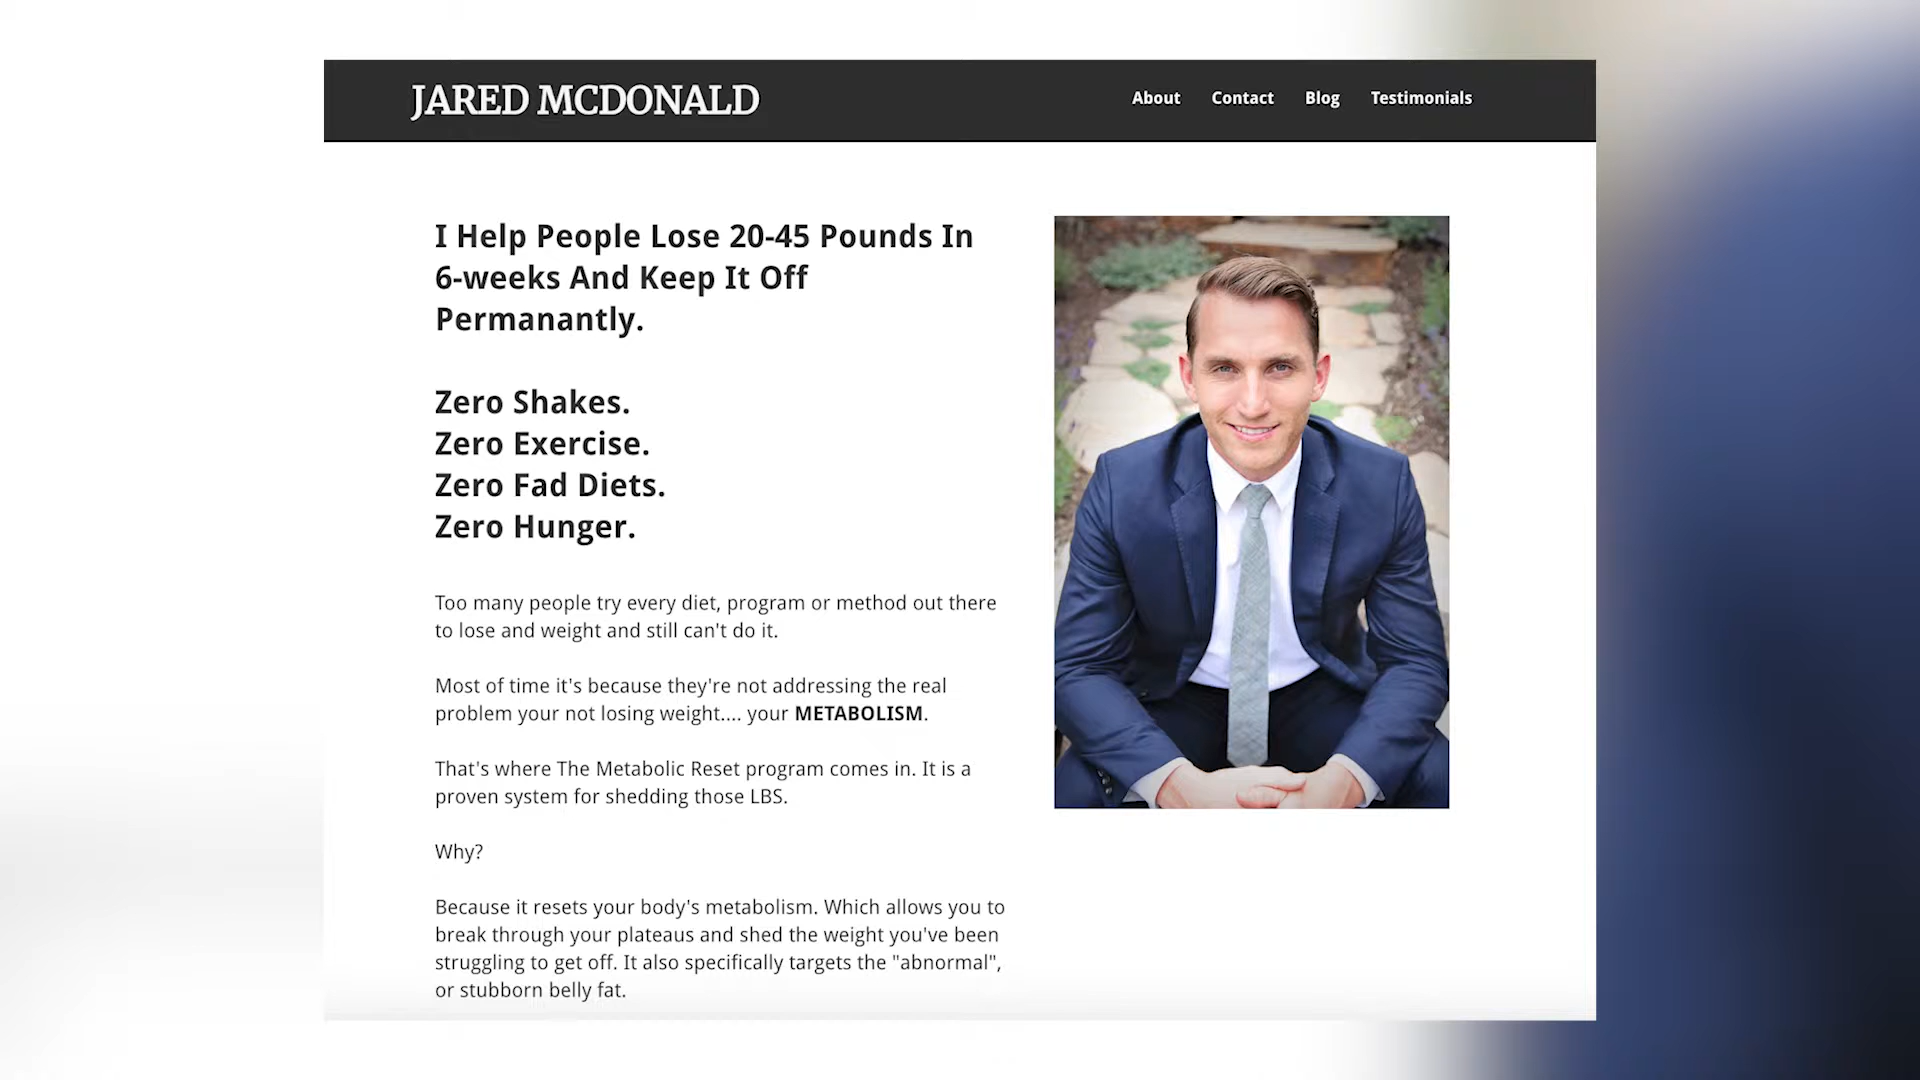 JARED MCDONALD
About Contact Blog Testimonials
I Help People Lose 20-45 Pounds In
6-weeks And Keep It Off
Permanantly.
Zero Shakes.
Zero Exercise.
Zero Fad Diets.
Zero Hunger.
Too many people try every diet, program or method out there
to lose and weight and still can't do it.
Most of time it's because they're not addressing the real
problem your not losing weight.... your METABOLISM.
That's where The Metabolic Reset program comes in. It is a
proven system for shedding those LBS.
Why?
Because it resets your body's metabolism. Which allows you to
break through your plateaus and shed the weight you've been
struggling to get off. It also specifically targets the "abnormal",
or stubborn belly fat.